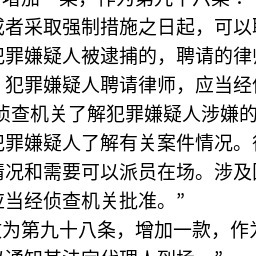 增加一条，作为第九十六条：
或者采取强制措施之日起，可以
犯罪嫌疑人被逮捕的，聘请的律
，犯罪嫌疑人聘请律师，应当经
侦查机关了解犯罪嫌疑人涉嫌的
犯罪嫌疑人了解有关案件情况。
情况和需要可以派员在场。涉及
应当经侦查机关批准。”
改为第九十八条，增加一款，作
以通知其法定代理人到场。”